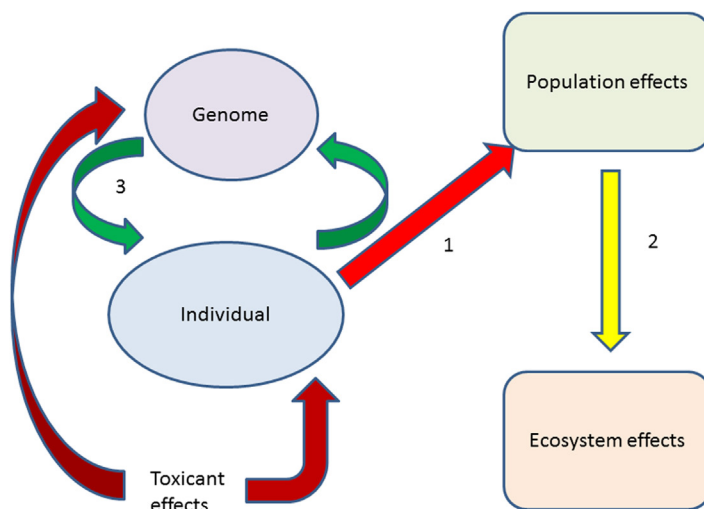 Genome
Population effects
3
1
2
Individual
Ecosystem effects
Toxicant
effects